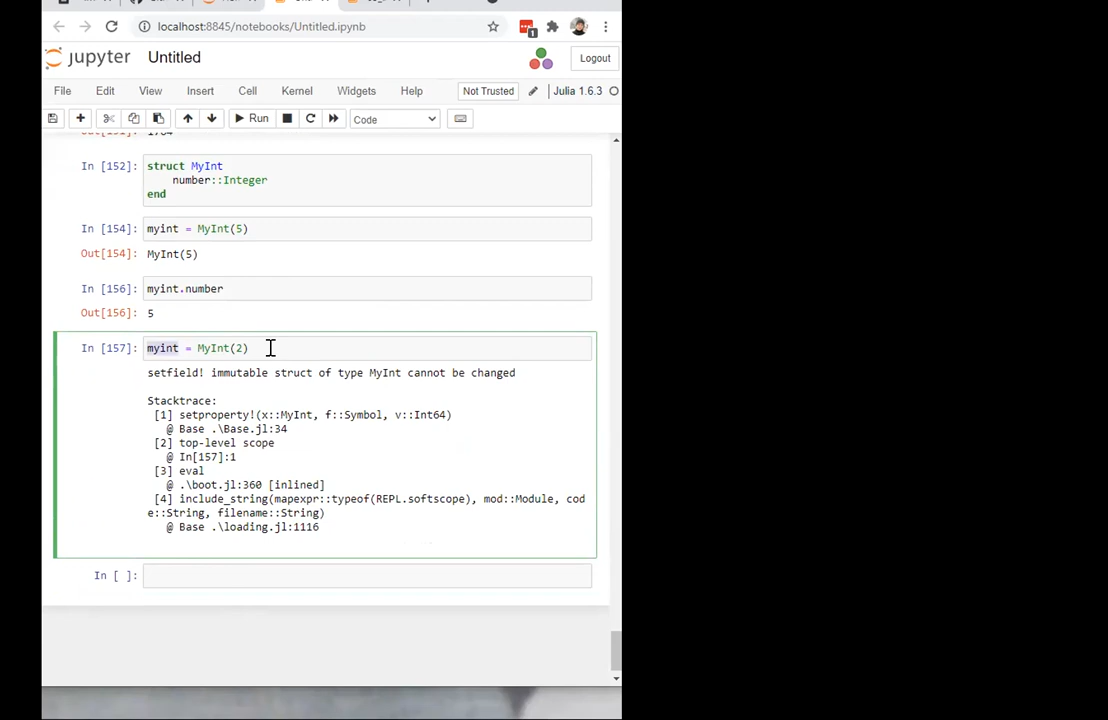 localhost:8845/notebooks/Untitled.ipynb
1
jupyter Untitled
Logout
File Edit View Insert Cell Kernel Widgets Help Not Trusted Julia 1.6.3
Run Code
In [152]: struct MyInt
number::Integer
end
In [154]: myint = MyInt(5)
Out[154]: MyInt(5)
In [156]: myint.number
Out[156]: 5
In [157]: myint = MyInt(2)
setfield! immutable struct of type MyInt cannot be changed
Stacktrace:
[1] setproperty!(x::MyInt, f::Symbol, v::Int64)
@ Base .\Base.jl:34
[2] top-level scope
@ In[157]:1
[3] eval
@ .\boot.jl:360 [inlined]
[4] include_string(mapexpr::typeof(REPL.softscope), mod::Module, cod
e::String, filename::String)
@ Base .\loading.jl:1116
In [ ]: